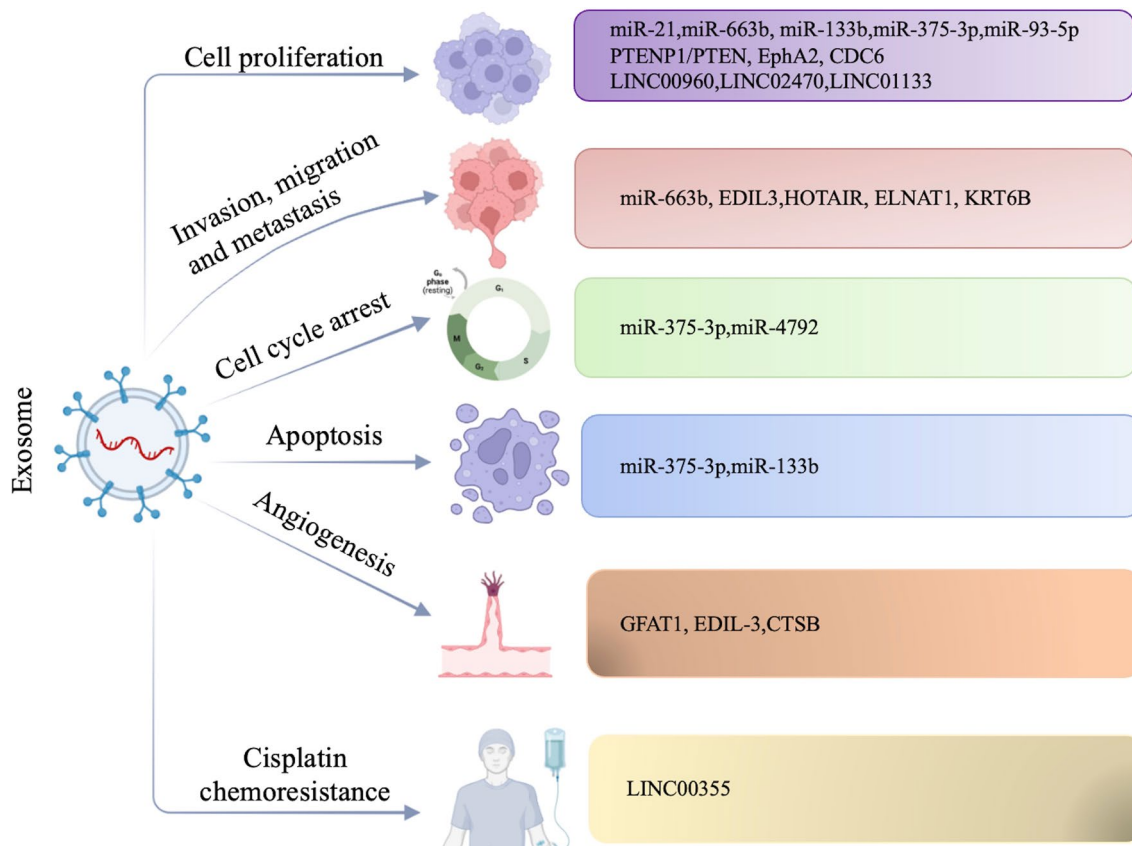 Exosome
Cell proliferation
miR-21,miR-663b, miR-133b,miR-375-3p,miR-93-5p
PTENP1/PTEN, EphA2, CDC6
LINC00960,LINC02470,LINC01133
Invasion, migration
and metastasis
miR-663b, EDIL3,HOTAIR, ELNAT1, KRT6B
Cell cycle arrest
G₀
phase
(resting)
G₁
M
G₂
S
miR-375-3p,miR-4792
Apoptosis
miR-375-3p,miR-133b
Angiogenesis
GFAT1, EDIL-3,CTSB
Cisplatin
chemoresistance
LINC00355